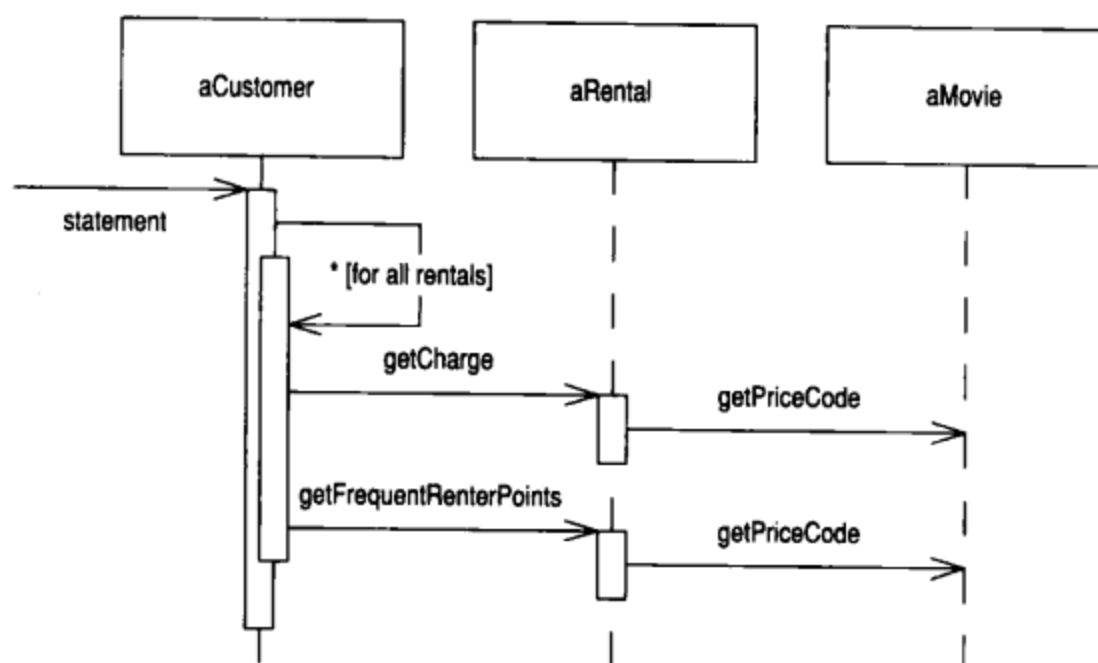 aCustomer
aRental
aMovie
statement
* [for all rentals]
getCharge
getPriceCode
getFrequentRenterPoints
getPriceCode